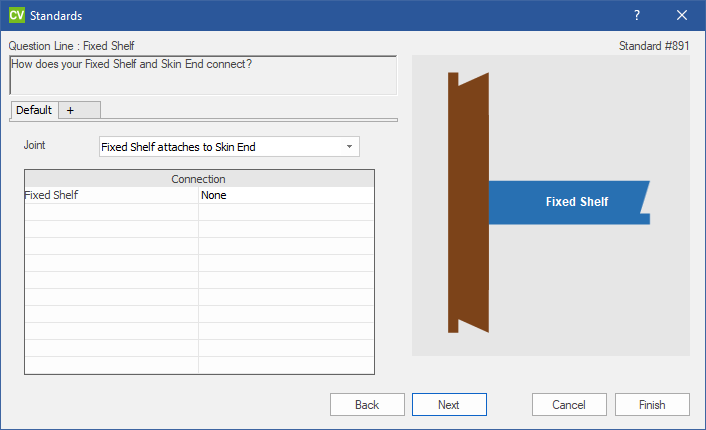 CV Standards ?
Question Line : Fixed Shelf
Standard #891
How does your Fixed Shelf and Skin End connect?
Default +
Joint Fixed Shelf attaches to Skin End
Connection
Fixed Shelf None
Fixed Shelf
Back Next Cancel Finish